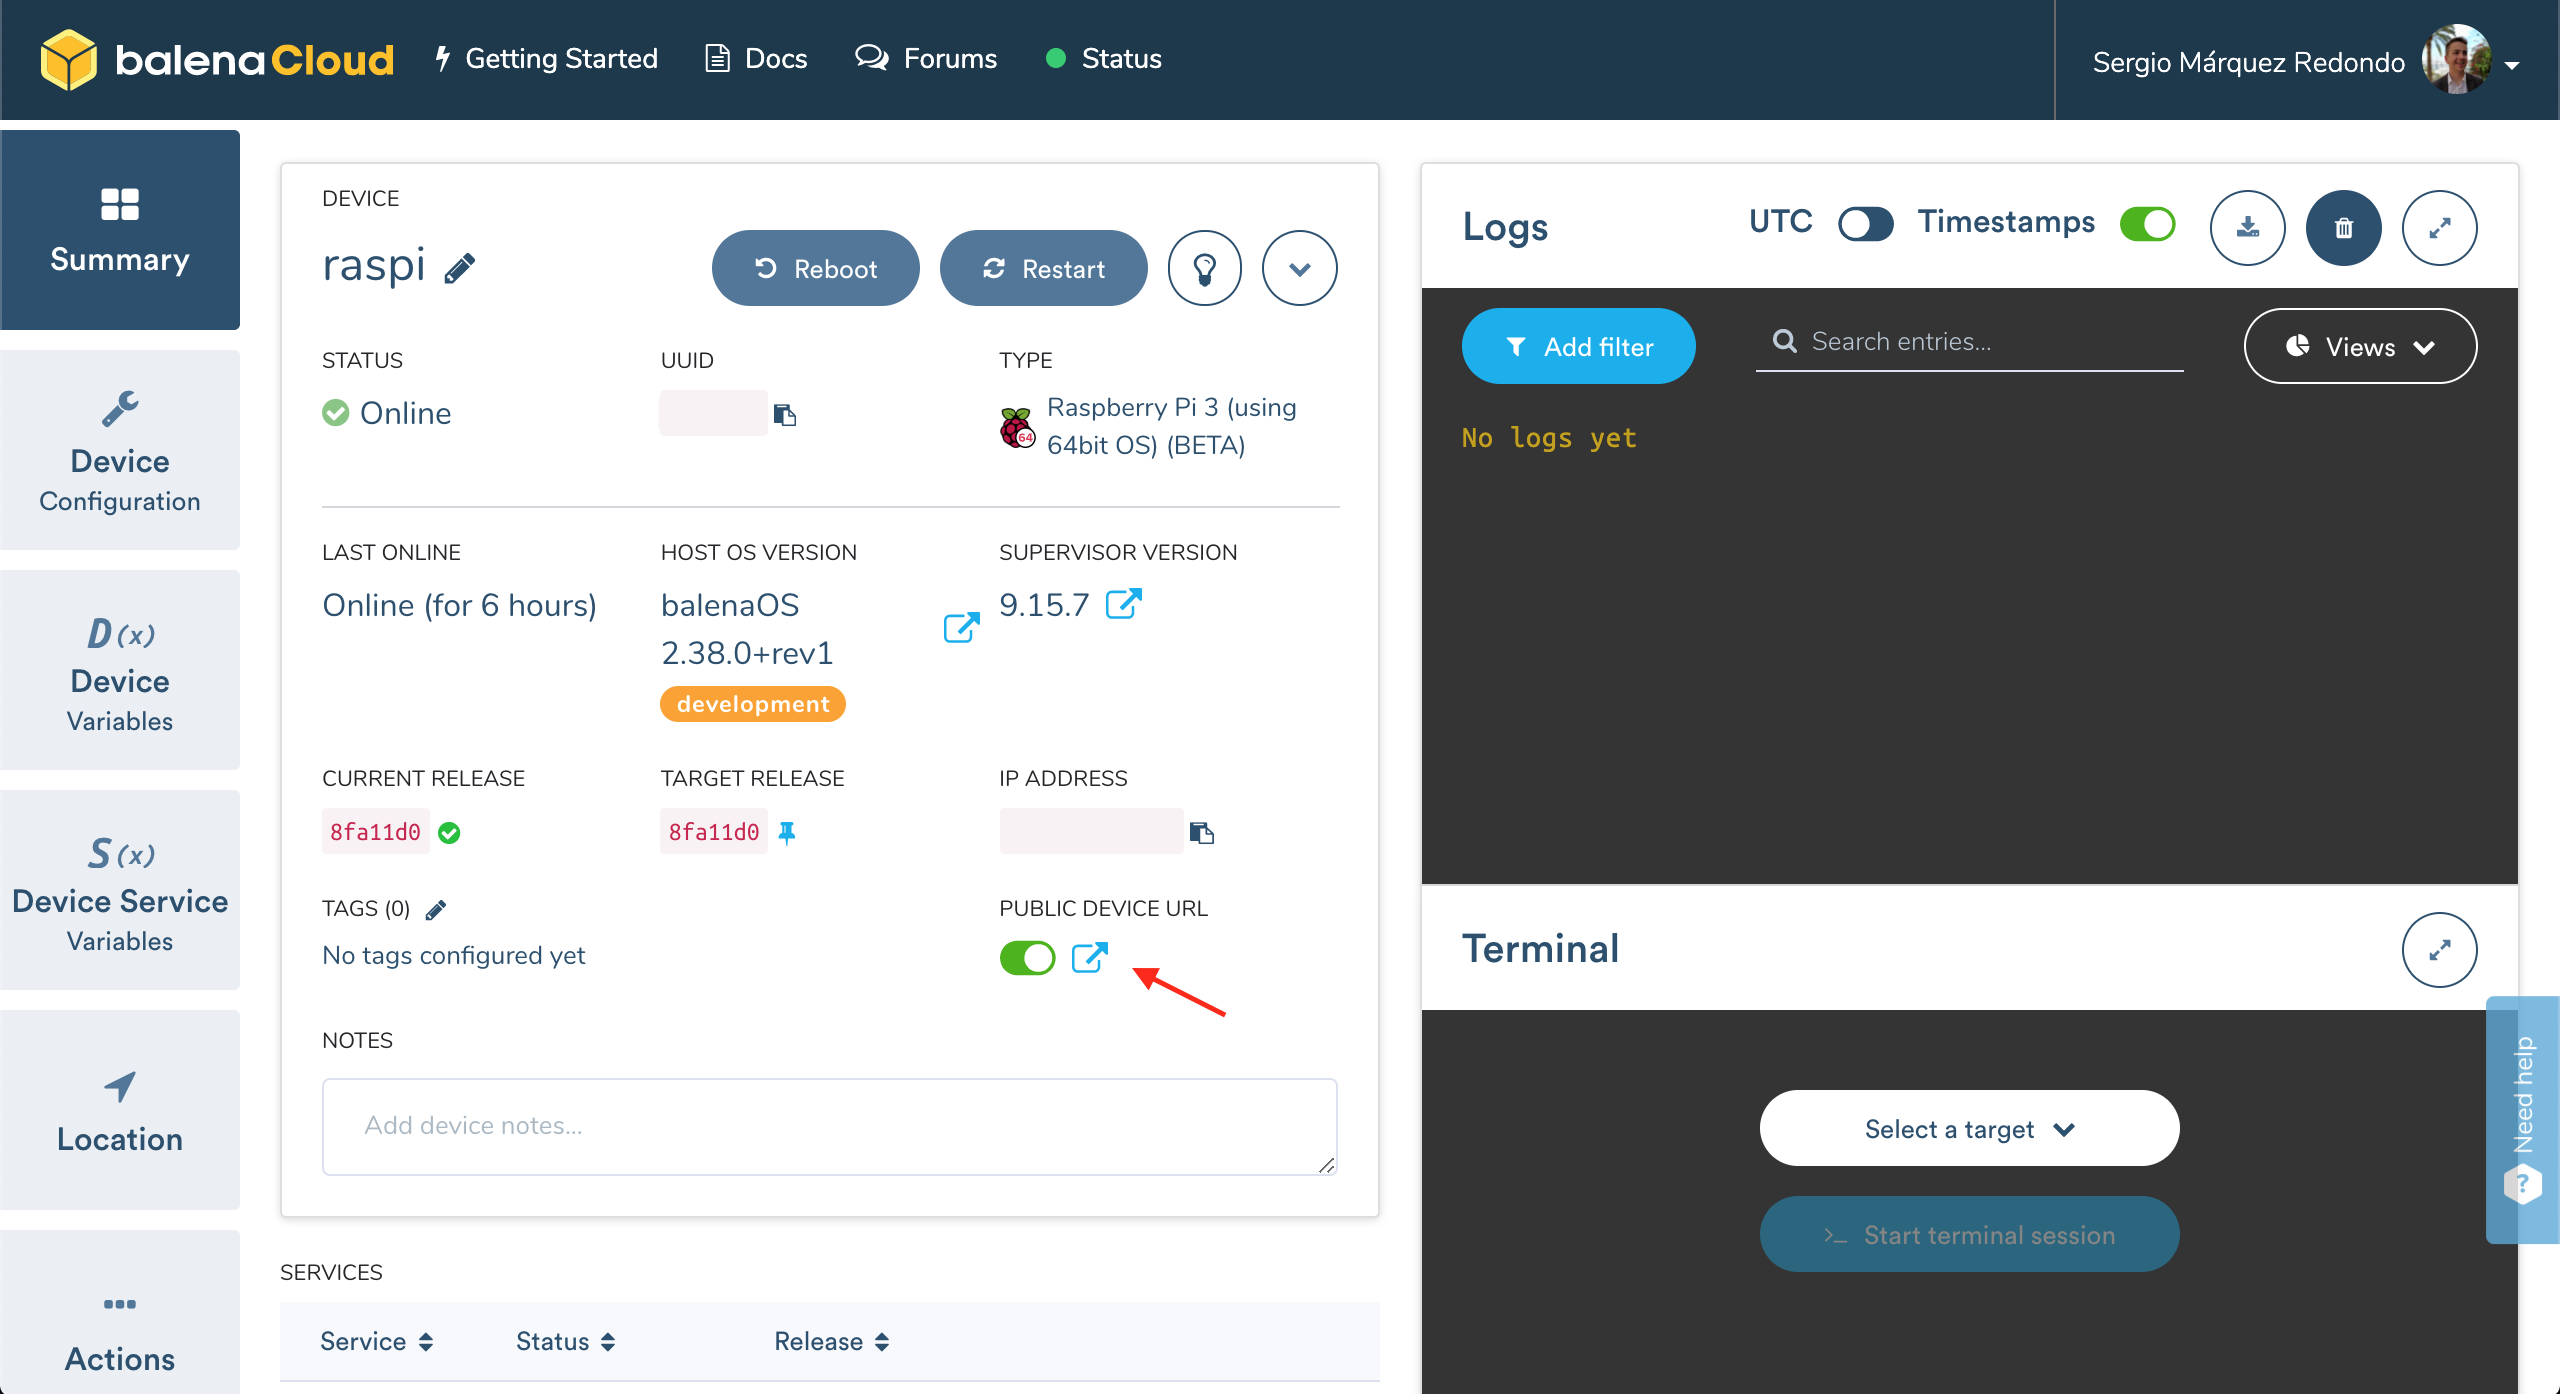 balenaCloud
Getting Started
Docs
Forums
Status
Sergio Márquez Redondo
Summary
Device
Configuration
D(x)
Device
Variables
S(x)
Device Service
Variables
Location
Actions
DEVICE
raspi
Reboot
Restart
STATUS
UUID
TYPE
Online
Raspberry Pi 3 (using
64bit OS) (BETA)
64
LAST ONLINE
HOST OS VERSION
SUPERVISOR VERSION
Online (for 6 hours)
balenaOS
2.38.0+rev1
9.15.7
development
CURRENT RELEASE
TARGET RELEASE
IP ADDRESS
8fa11d0
8fa11d0
TAGS (0)
PUBLIC DEVICE URL
No tags configured yet
NOTES
Add device notes...
SERVICES
Service
Status
Release
Logs
UTC
Timestamps
Add filter
Search entries...
Views
No logs yet
Terminal
Select a target
>_ Start terminal session
Need help
?